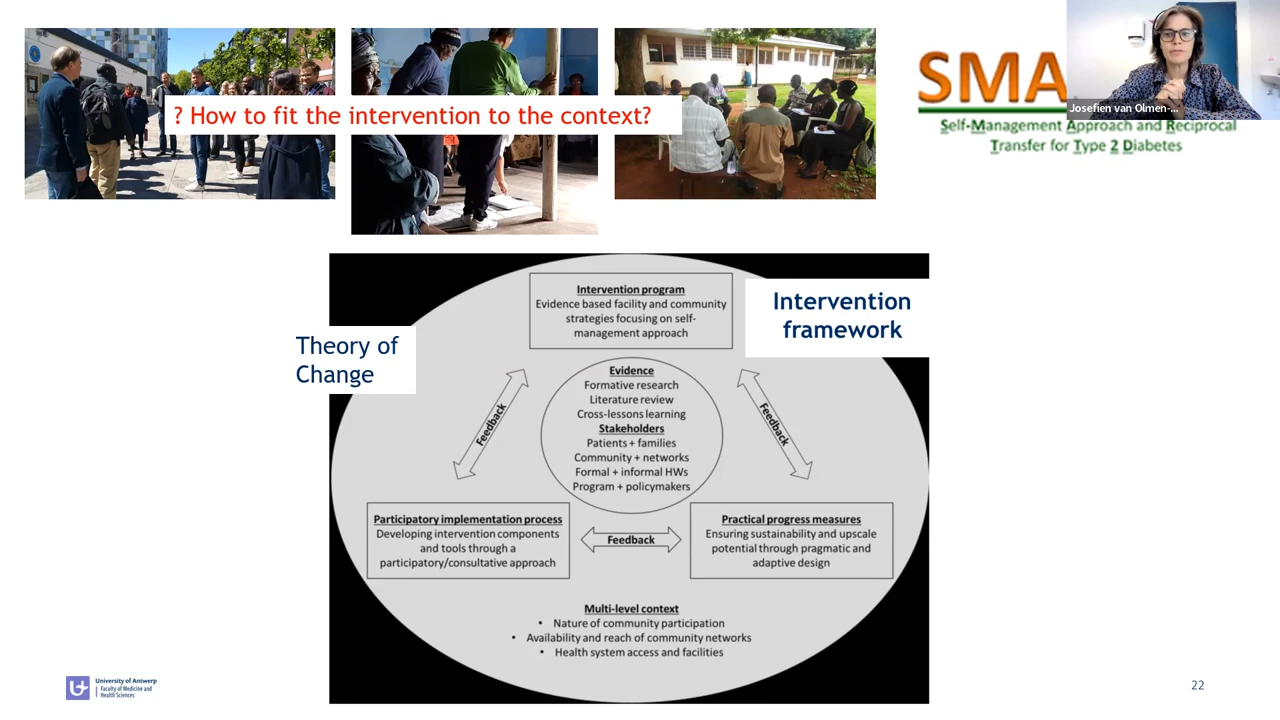 ? How to fit the intervention to the context?
SMA
Josefien van Olmen-...
Self-Management Approach and Reciprocal
Transfer for Type 2 Diabetes
Intervention
framework
Theory of
Change
Intervention program
Evidence based facility and community
strategies focusing on self-
management approach
Evidence
Formative research
Literature review
Cross-lessons learning
Stakeholders
Patients + families
Community + networks
Formal + informal HWs
Program + policymakers
Feedback
Feedback
Participatory implementation process
Developing intervention components
and tools through a
participatory/consultative approach
Feedback
Practical progress measures
Ensuring sustainability and upscale
potential through pragmatic and
adaptive design
Multi-level context
• Nature of community participation
• Availability and reach of community networks
• Health system access and facilities
University of Antwerp
Faculty of Medicine and
Health Sciences
22